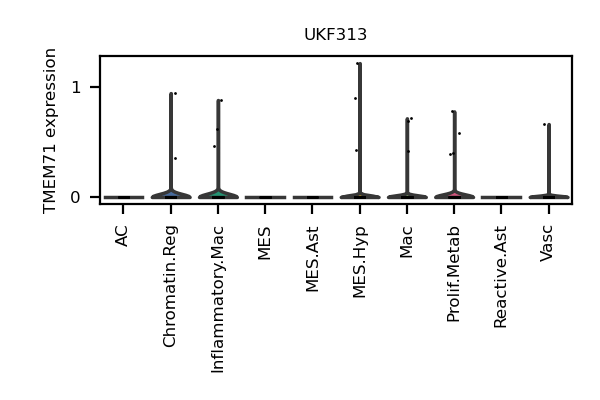 UKF313
TMEM71 expression
1
0
AC
Chromatin.Reg
Inflammatory.Mac
MES
MES.Ast
MES.Hyp
Mac
Prolif.Metab
Reactive.Ast
Vasc